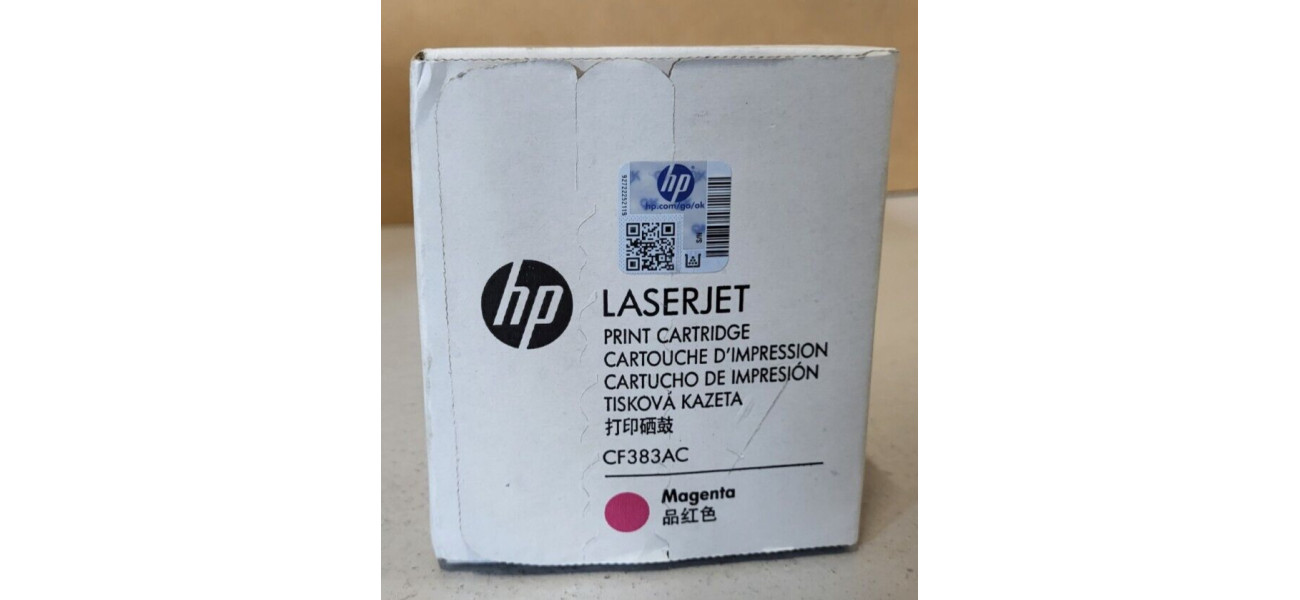 hp
hp.com/go/ok
hp
LASERJET
PRINT CARTRIDGE
CARTOUCHE D'IMPRESSION
CARTUCHO DE IMPRESIÓN
TISKOVÁ KAZETA
打印硒鼓
CF383AC
Magenta
品红色